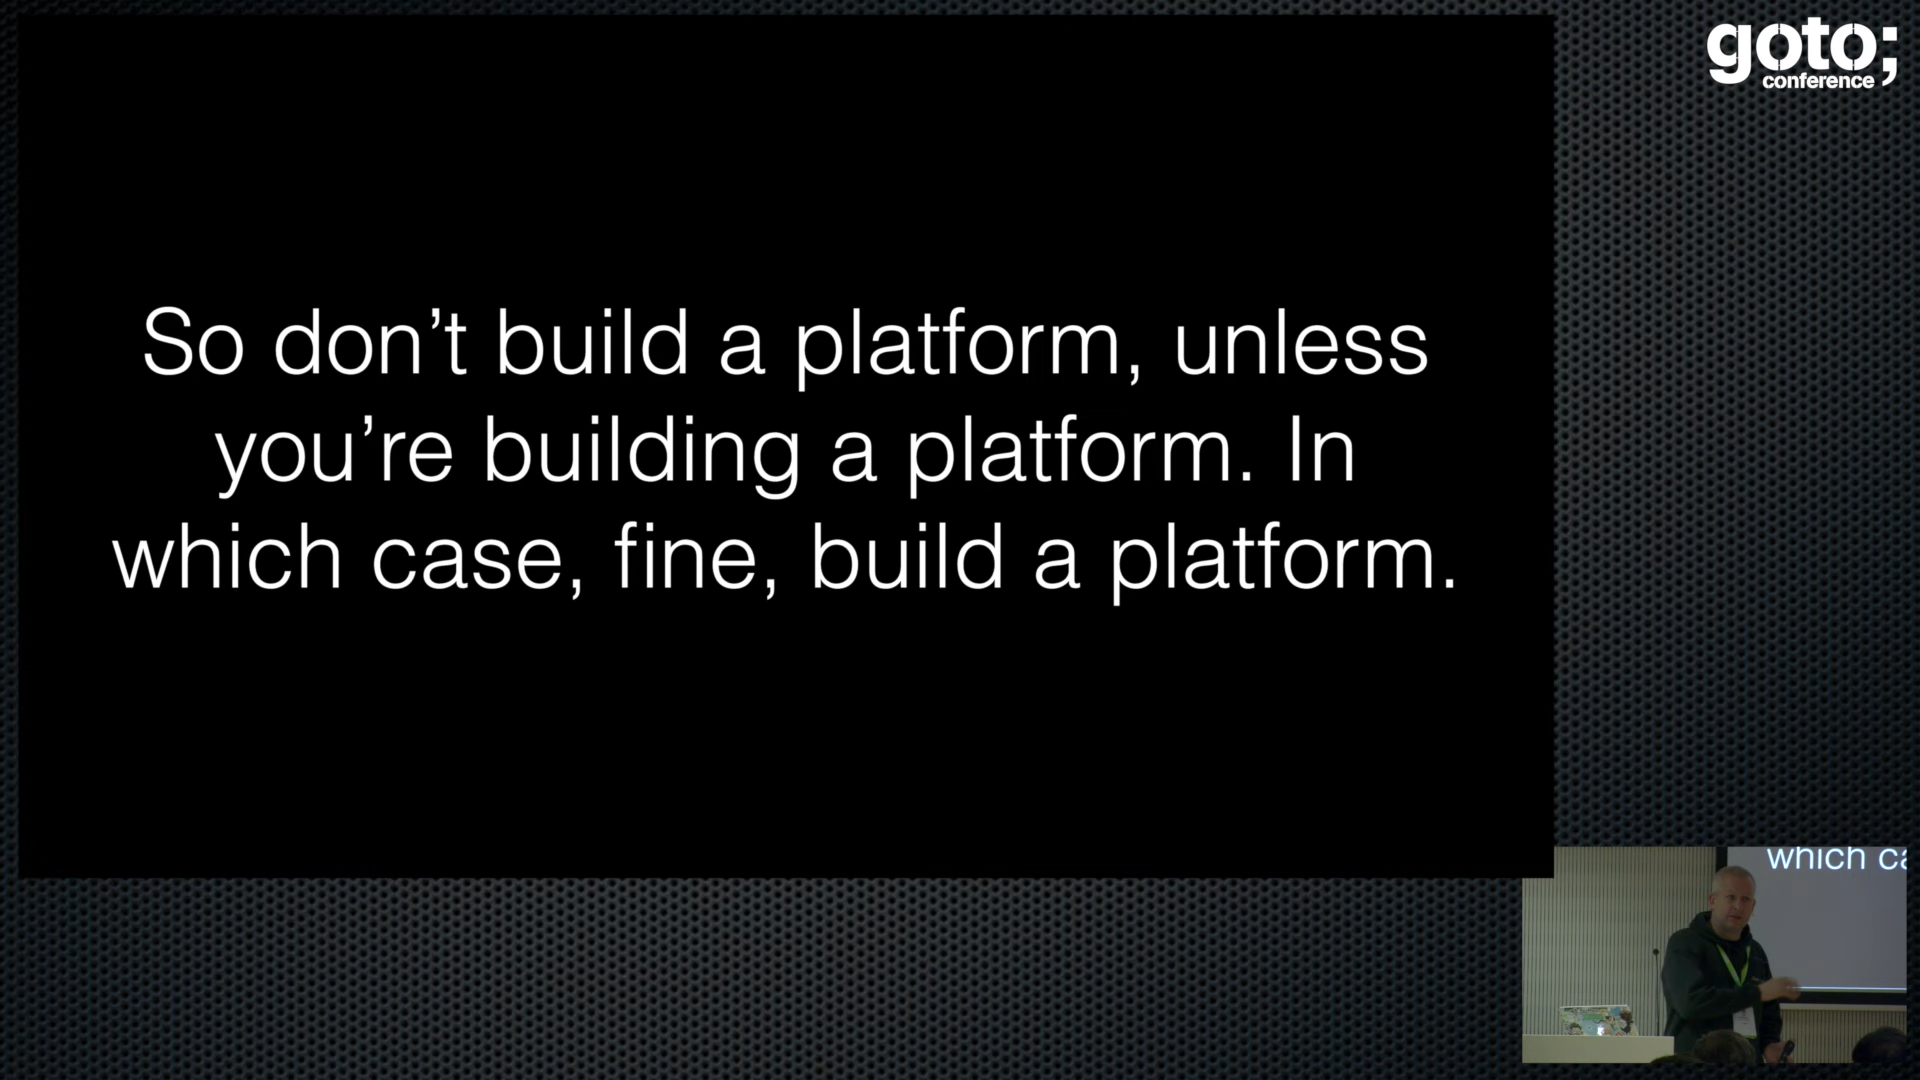 goto;
conference
So don’t build a platform, unless
you’re building a platform. In
which case, fine, build a platform.
which ca